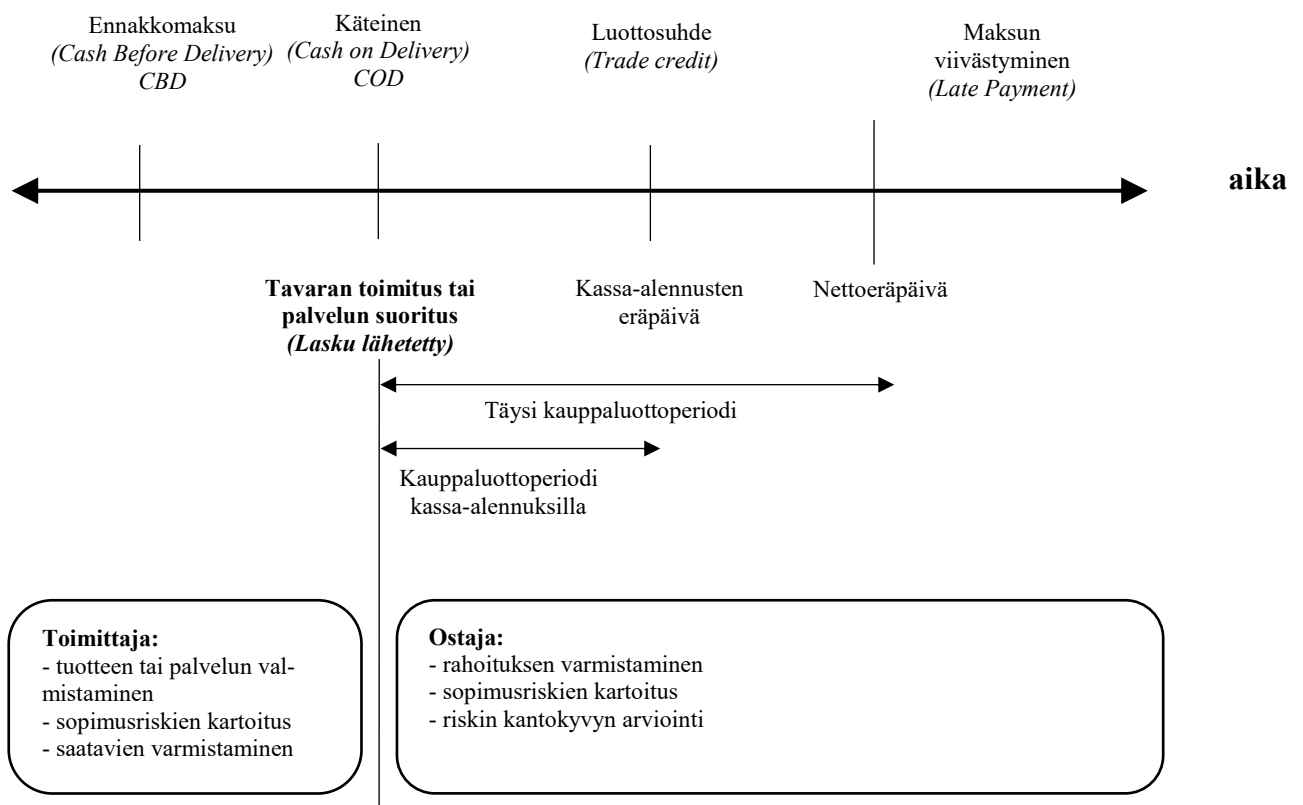 Ennakkomaksu
(Cash Before Delivery)
CBD
Käteinen
(Cash on Delivery)
COD
Luottosuhde
(Trade credit)
Maksun
viivästyminen
(Late Payment)
aika
Tavaran toimitus tai
palvelun suoritus
(Lasku lähetetty)
Kassa-alennusten
eräpäivä
Nettoeräpäivä
Täysi kauppaluottoperiodi
Kauppaluottoperiodi
kassa-alennuksilla
Toimittaja:
- tuotteen tai palvelun val-
mistaminen
- sopimusriskien kartoitus
- saatavien varmistaminen
Ostaja:
- rahoituksen varmistaminen
- sopimusriskien kartoitus
- riskin kantokyvyn arviointi